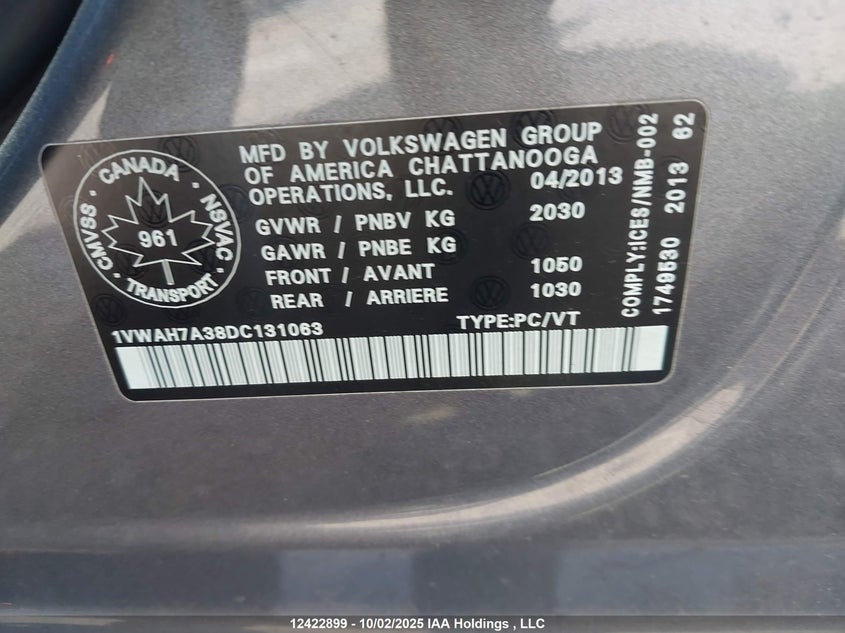 CANADA
CMVSS
NSVAC
961
TRANSPORT
MFD BY VOLKSWAGEN GROUP
OF AMERICA CHATTANOOGA
OPERATIONS, LLC. 04/2013
GVWR / PNBV KG 2030
GAWR / PNBE KG
FRONT / AVANT 1050
REAR / ARRIERE 1030
1VWAH7A38DC131063 TYPE:PC/VT
COMPLY:ICES/NMB-002
1749530 2013 62
12422899 - 10/02/2025 IAA Holdings , LLC